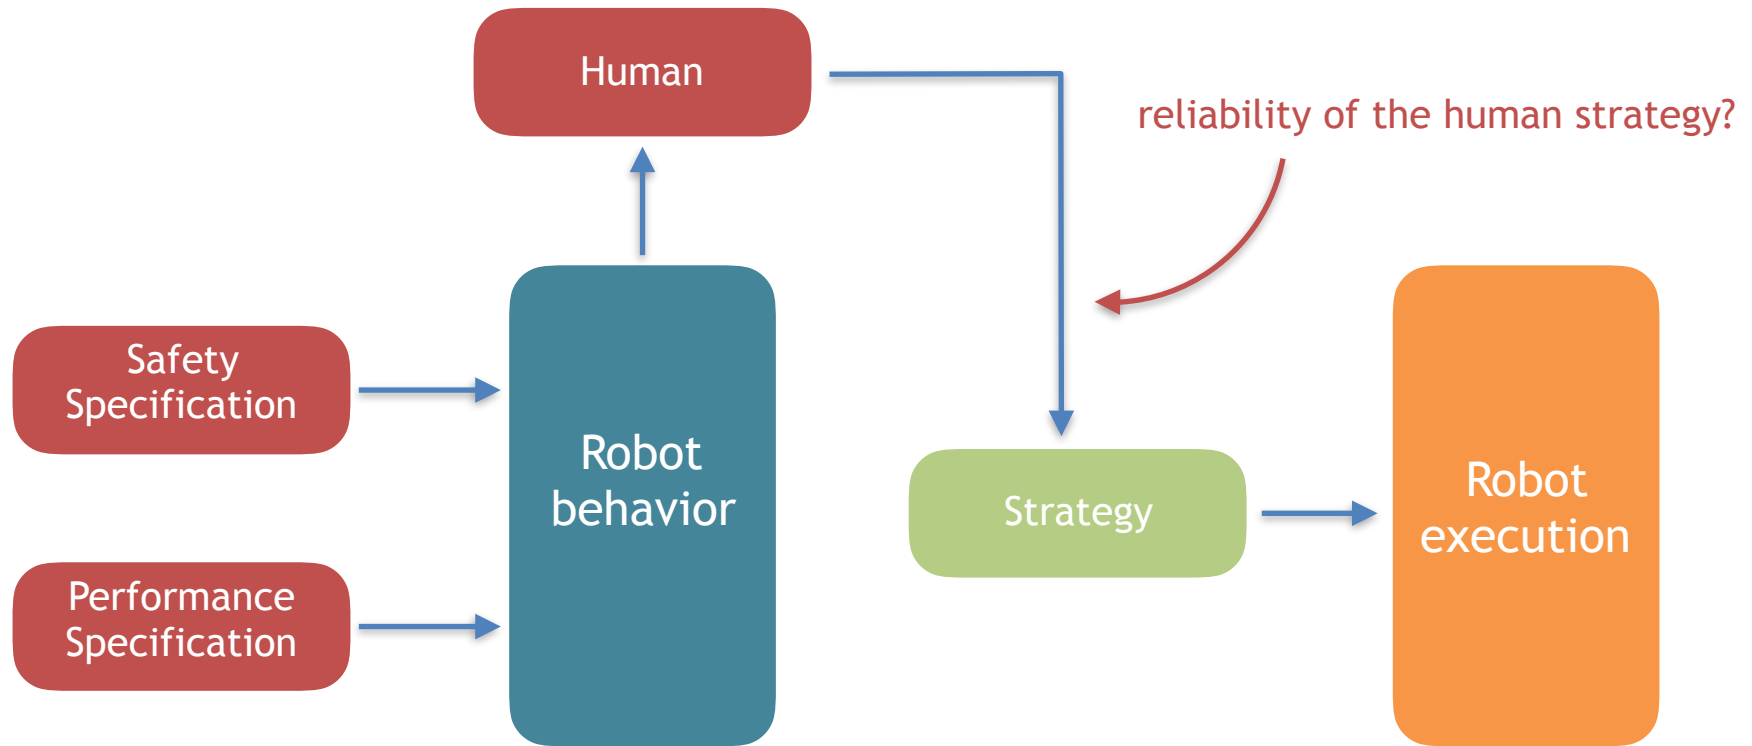 Human
reliability of the human strategy?
Safety
Specification
Robot
behavior
Performance
Specification
Strategy
Robot
execution